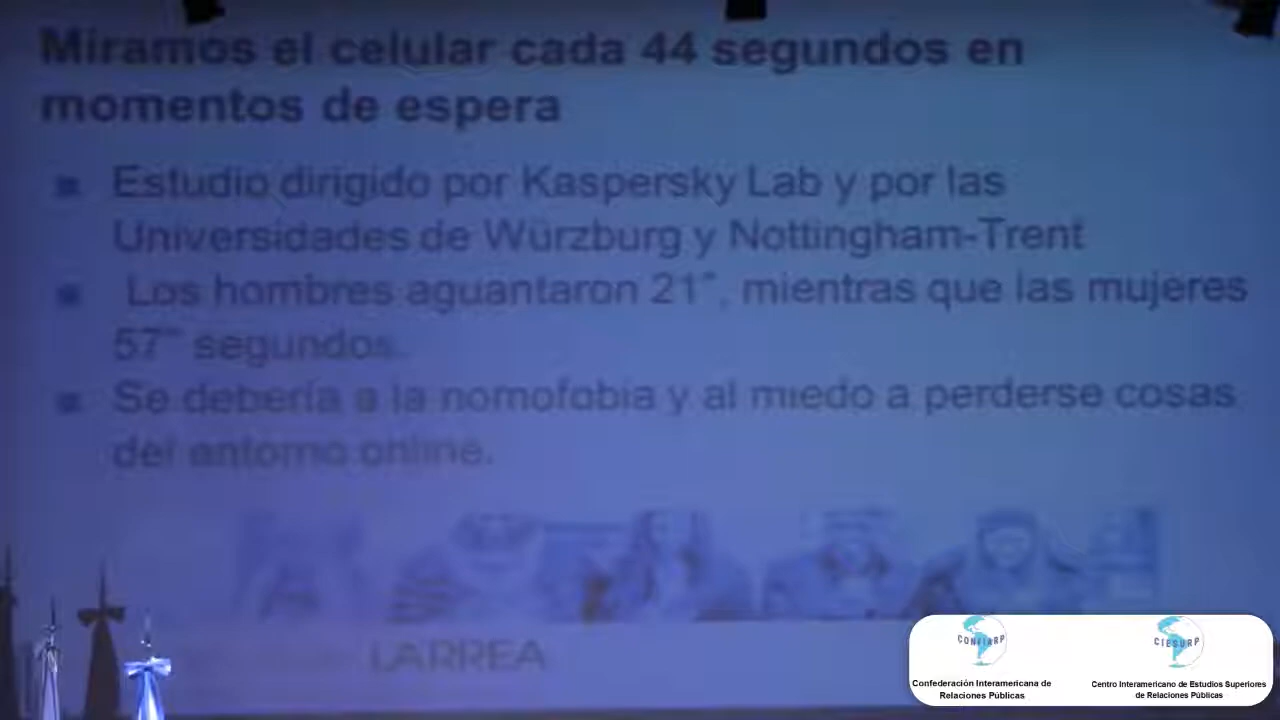 Miramos el celular cada 44 segundos en
momentos de espera
Estudio dirigido por Kaspersky Lab y por las
Universidades de Würzburg y Nottingham-Trent
Los hombres aguantaron 21", mientras que las mujeres
57" segundos.
Se debería a la nomofobia y al miedo a perderse cosas
del entorno online.
LARREA
CONFIARP
CIESURP
Confederación Interamericana de
Relaciones Públicas
Centro Interamericano de Estudios Superiores
de Relaciones Públicas